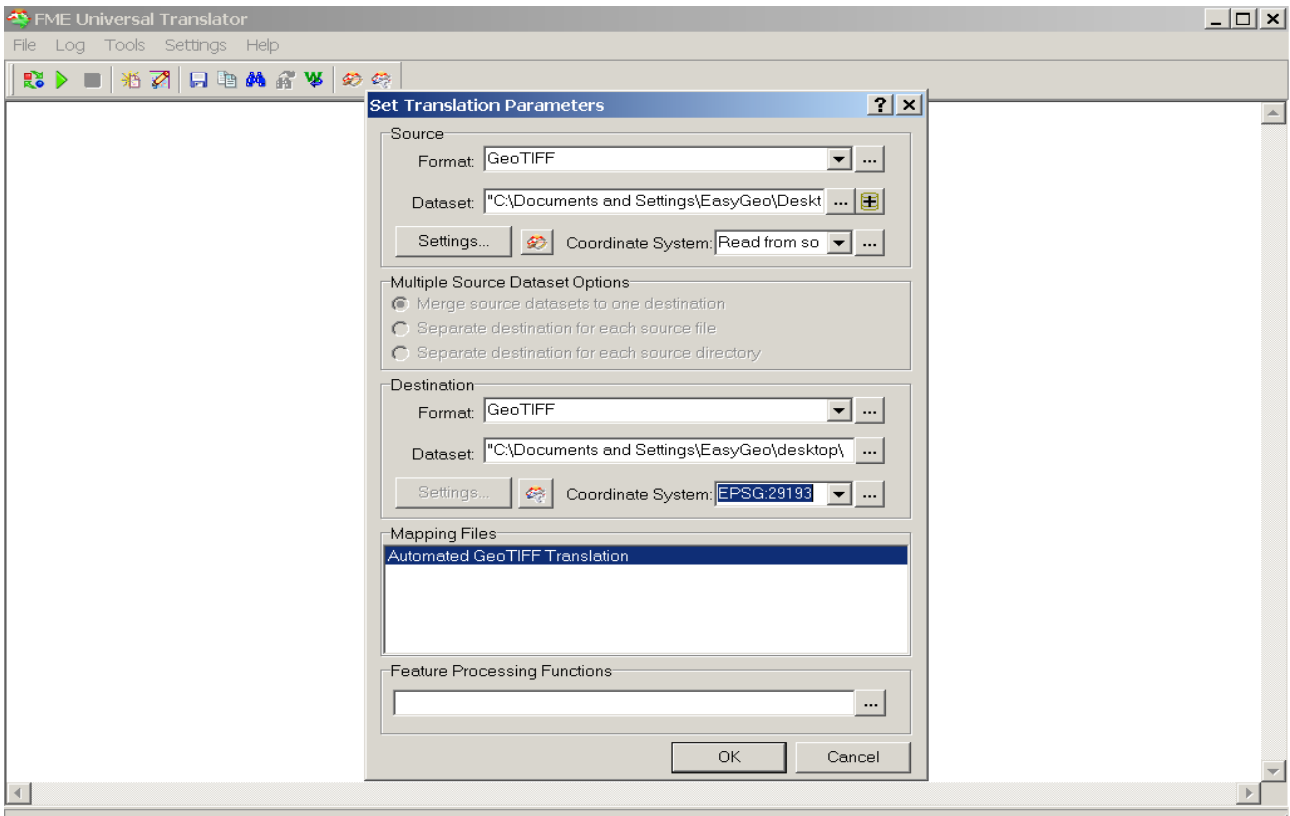 FME Universal Translator
File Log Tools Settings Help
Set Translation Parameters
Source
Format: GeoTIFF
Dataset: "C:\Documents and Settings\EasyGeo\Deskt
Settings... Coordinate System: Read from so
Multiple Source Dataset Options
Merge source datasets to one destination
Separate destination for each source file
Separate destination for each source directory
Destination
Format: GeoTIFF
Dataset: "C:\Documents and Settings\EasyGeo\desktop\
Settings... Coordinate System: EPSG:29193
Mapping Files
Automated GeoTIFF Translation
Feature Processing Functions
OK Cancel